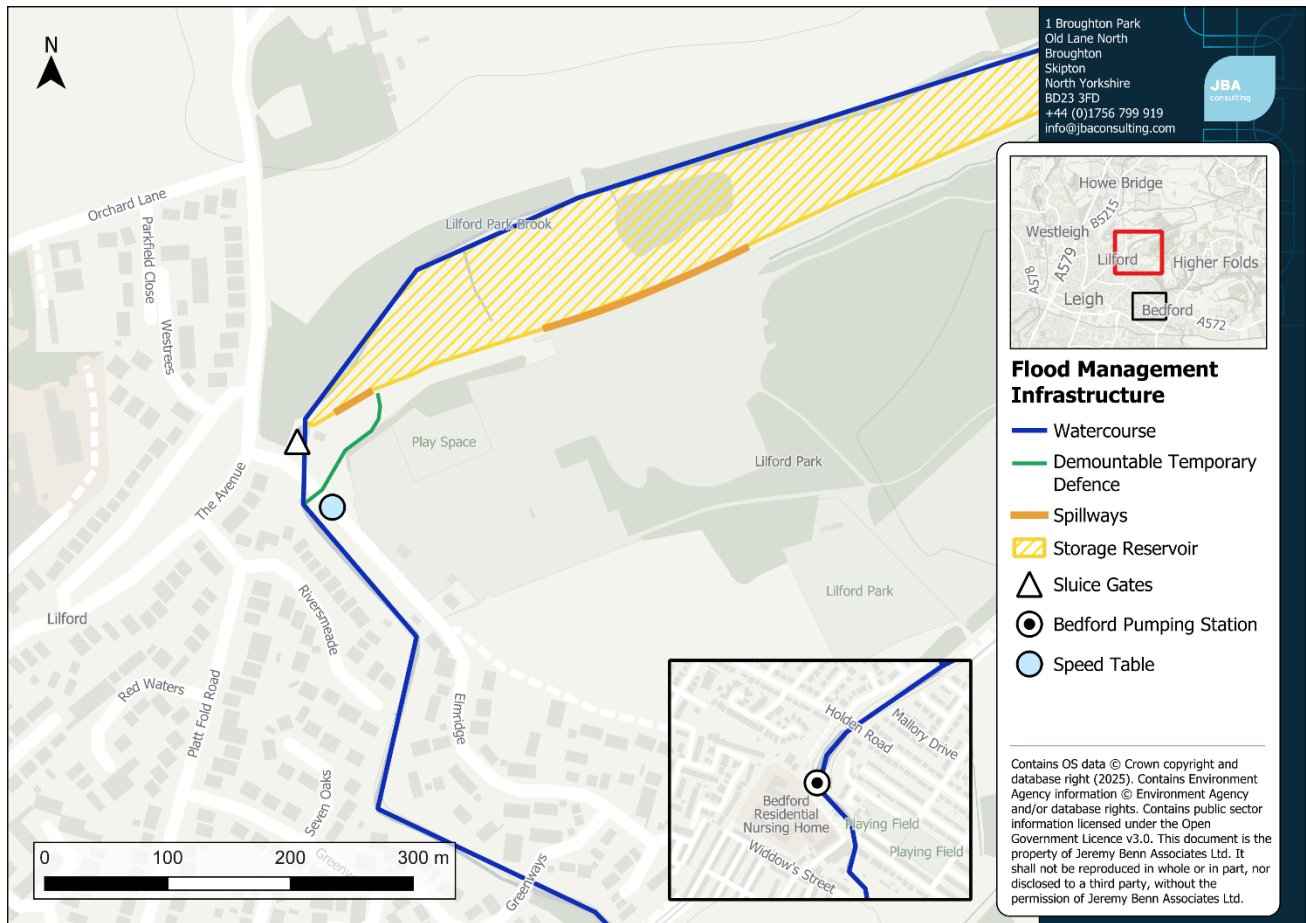 N
Orchard Lane
Parkfield Close
Westrees
Lilford Park Brook
Play Space
Lilford Park
The Avenue
Lilford Park
Lilford
Riversmeade
Red Waters
Platt Fold Road
Elmridge
Seven Oaks
Greenways
0 100 200 300 m
Holden Road
Mallory Drive
Bedford
Residential
Nursing Home
Playing Field
Playing Field
Widdow's Street
1 Broughton Park
Old Lane North
Broughton
Skipton
North Yorkshire
BD23 3FD
+44 (0)1756 799 919
info@jbaconsulting.com
JBA
consulting
Howe Bridge
B5215
Westleigh
A579
Lilford
Higher Folds
A578
Leigh
Bedford
A572
Flood Management
Infrastructure
Watercourse
Demountable Temporary
Defence
Spillways
Storage Reservoir
Sluice Gates
Bedford Pumping Station
Speed Table
Contains OS data © Crown copyright and
database right (2025). Contains Environment
Agency information © Environment Agency
and/or database rights. Contains public sector
information licensed under the Open
Government Licence v3.0. This document is the
property of Jeremy Benn Associates Ltd. It
shall not be reproduced in whole or in part, nor
disclosed to a third party, without the
permission of Jeremy Benn Associates Ltd.